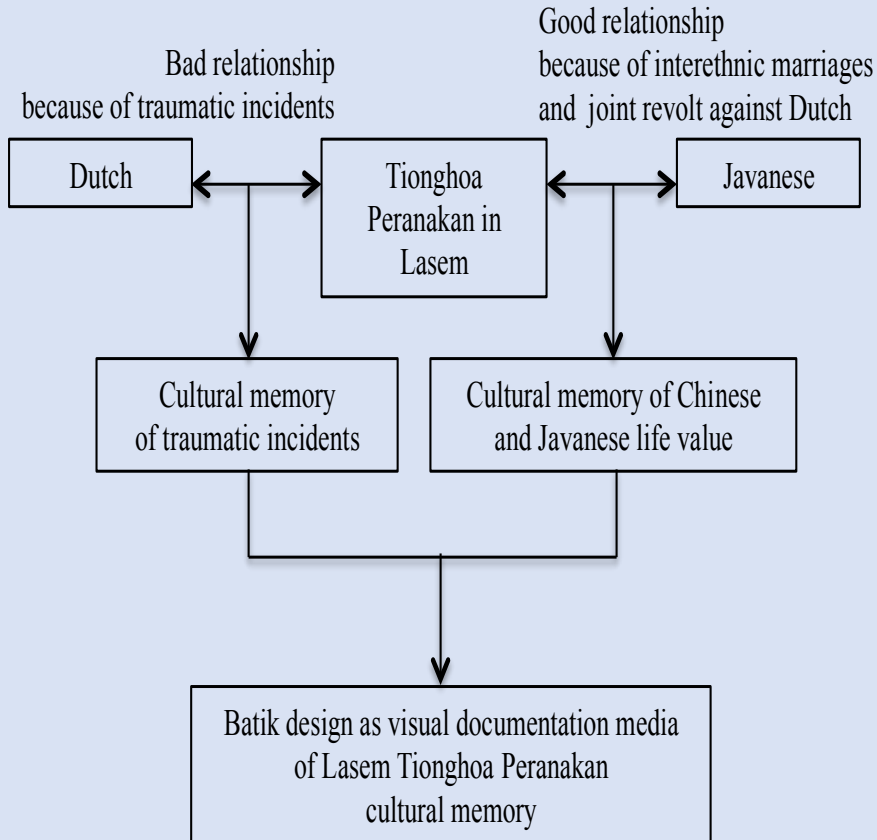 Good relationship
because of interethnic marriages
and joint revolt against Dutch
Bad relationship
because of traumatic incidents
Dutch
Tionghoa
Peranakan in
Lasem
Javanese
Cultural memory
of traumatic incidents
Cultural memory of Chinese
and Javanese life value
Batik design as visual documentation media
of Lasem Tionghoa Peranakan
cultural memory